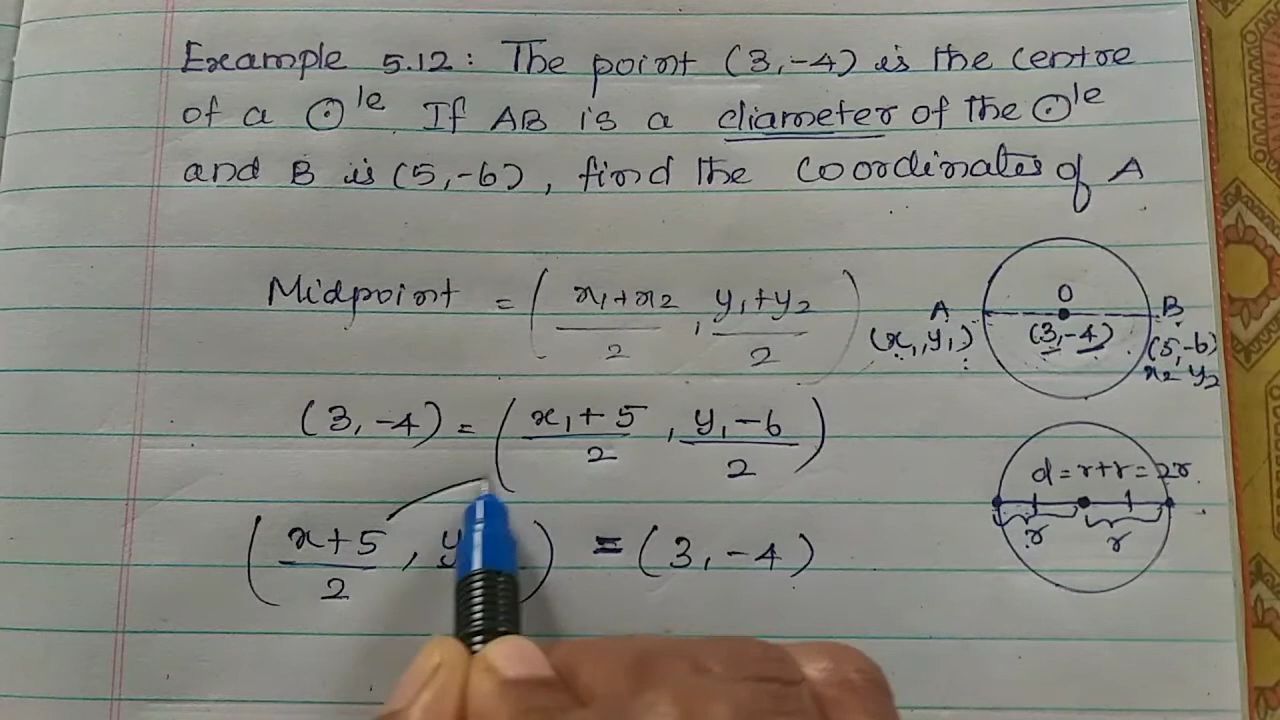 Example 5.12: The point (3,-4) is the centre
of a ⊙le If AB is a diameter of the ⊙le
and B is (5,-6), find the coordinates of A
Midpoint = ( x1+x2 / 2 , y1+y2 / 2 )
A O B
(x1,y1) (3,-4) (5,-6)
x2 y2
(3,-4) = ( x1+5 / 2 , y1-6 / 2 )
d=r+r=2r
r r
( x+5 / 2 , y ) = (3,-4)